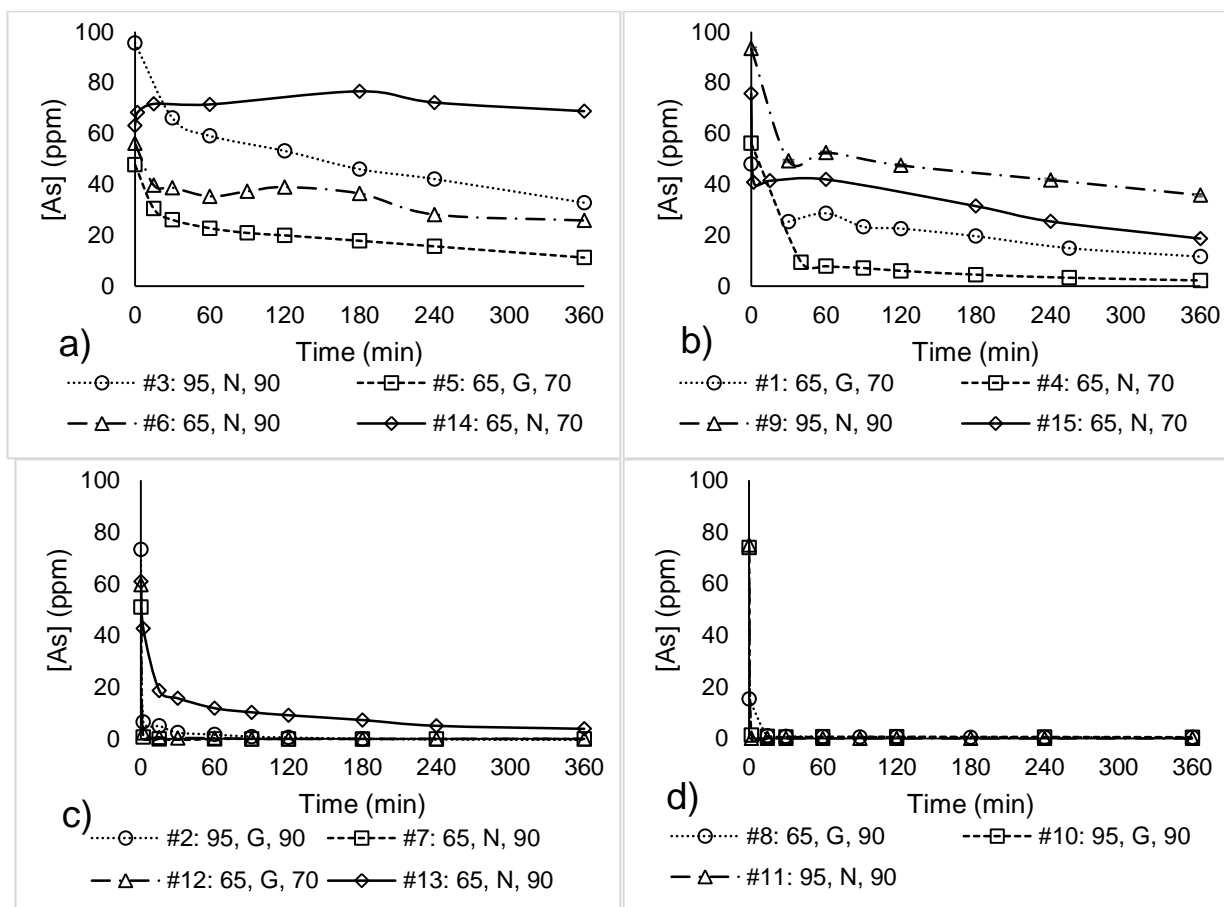 100
80
60
40
20
0
[As] (ppm)
0 60 120 180 240 300 360
Time (min)
a)
#3: 95, N, 90 #5: 65, G, 70
#6: 65, N, 90 #14: 65, N, 70
100
80
60
40
20
0
[As] (ppm)
0 60 120 180 240 300 360
Time (min)
b)
#1: 65, G, 70 #4: 65, N, 70
#9: 95, N, 90 #15: 65, N, 70
100
80
60
40
20
0
[As] (ppm)
0 60 120 180 240 300 360
Time (min)
c)
#2: 95, G, 90 #7: 65, N, 90
#12: 65, G, 70 #13: 65, N, 90
100
80
60
40
20
0
[As] (ppm)
0 60 120 180 240 300 360
Time (min)
d)
#8: 65, G, 90 #10: 95, G, 90
#11: 95, N, 90